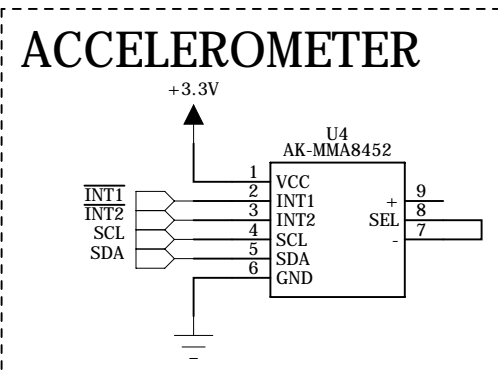 ACCELEROMETER
+3.3V
U4
AK-MMA8452
1 VCC
INT1 2 INT1
INT2 3 INT2
SCL 4 SCL
SDA 5 SDA
6 GND
+ 9
SEL 8
- 7